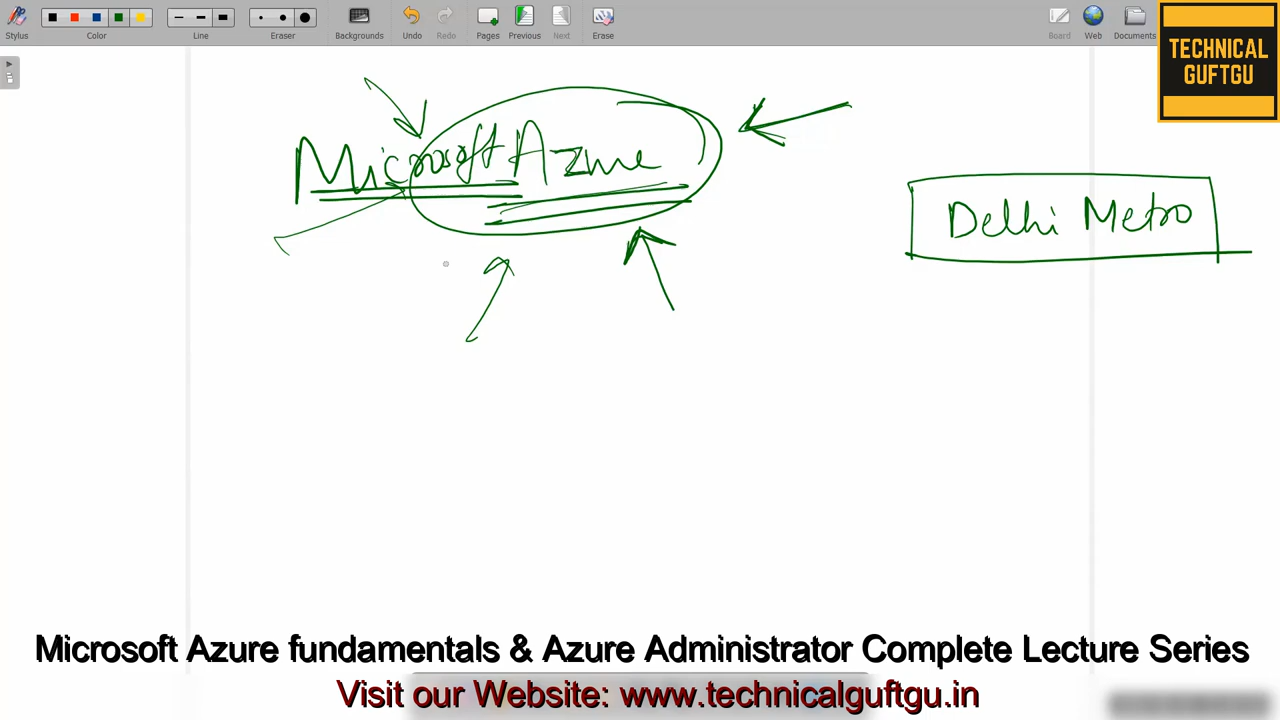 Stylus Color Line Eraser Backgrounds Undo Redo Pages Previous Next Erase Board Web Documents
TECHNICAL
GUFTGU
Microsoft Azure
Delhi Metro
Microsoft Azure fundamentals & Azure Administrator Complete Lecture Series
Visit our Website: www.technicalguftgu.in